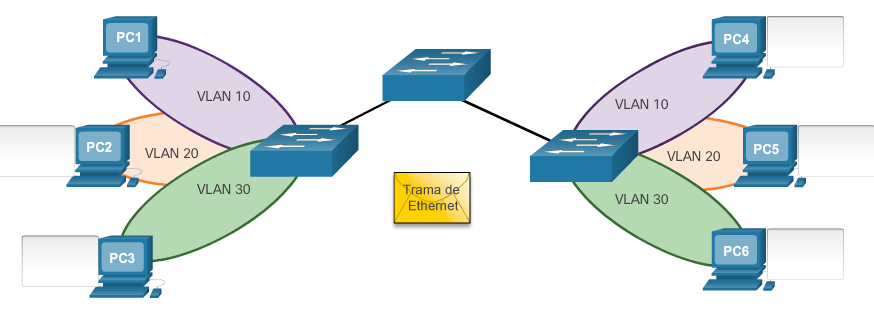 PC1
VLAN 10
PC2
VLAN 20
VLAN 30
PC3
Trama de
Ethernet
PC4
VLAN 10
VLAN 20
PC5
VLAN 30
PC6